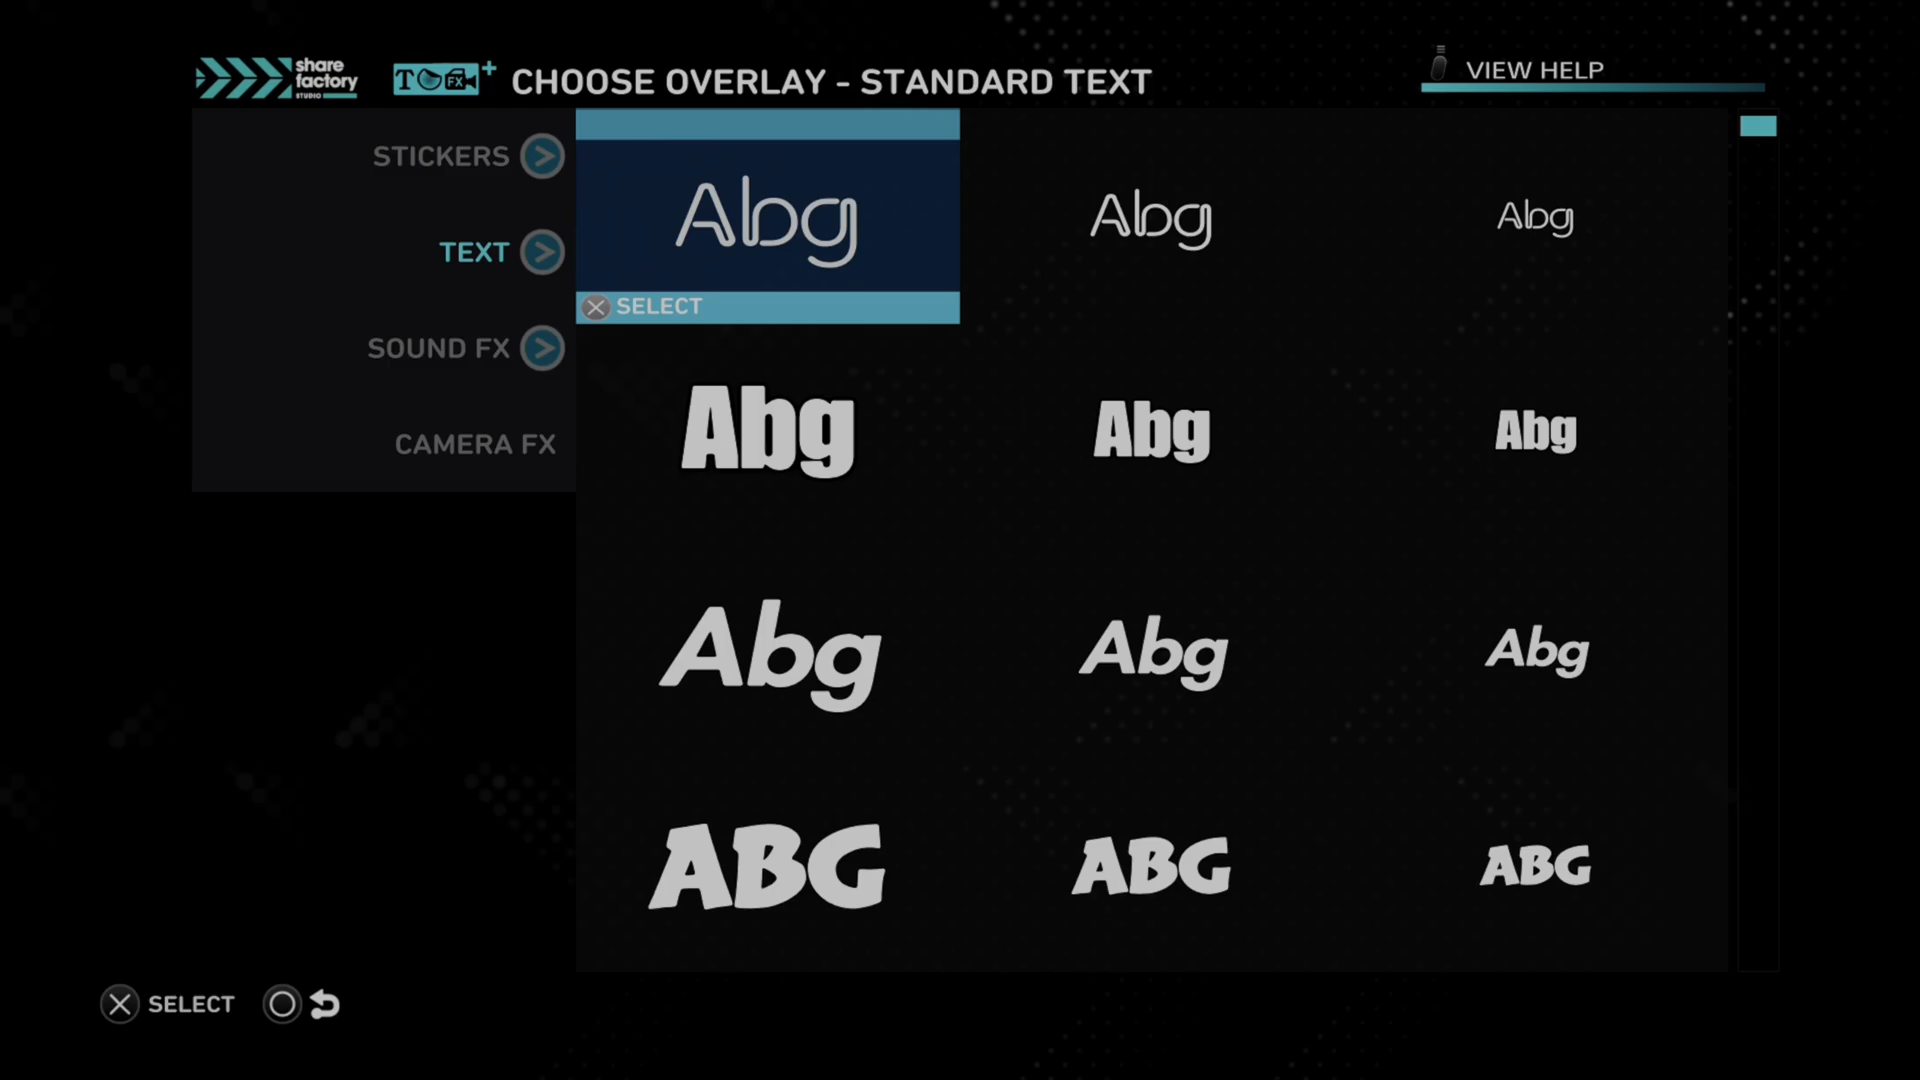 share
factory
STUDIO
T FX +
CHOOSE OVERLAY - STANDARD TEXT
VIEW HELP
STICKERS
TEXT
SOUND FX
CAMERA FX
Abg Abg Abg
SELECT
Abg Abg Abg
Abg Abg Abg
ABG ABG ABG
SELECT